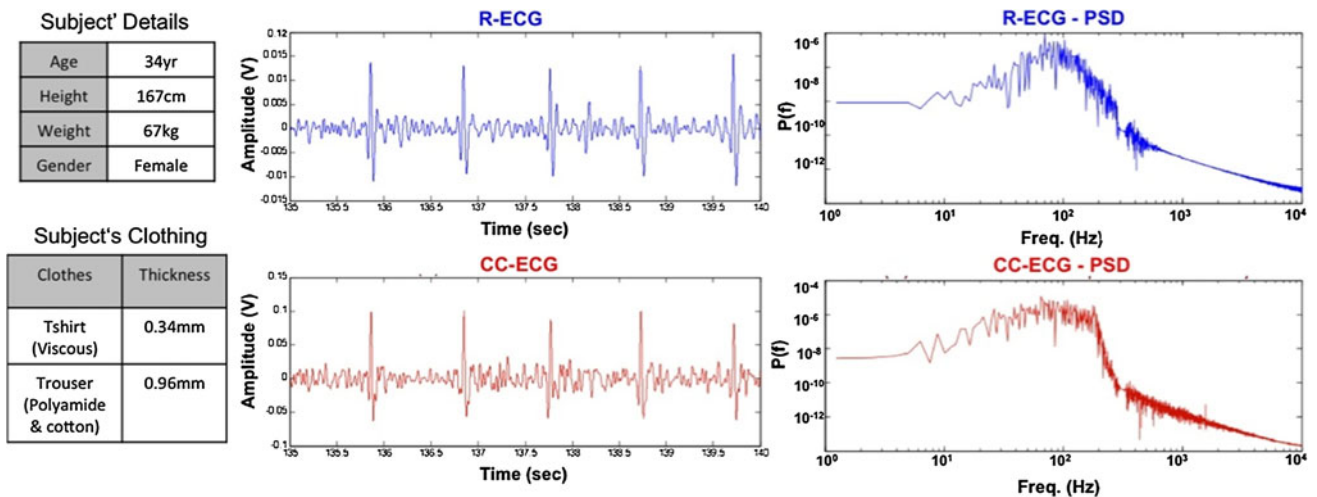 Subject' Details
Age 34yr
Height 167cm
Weight 67kg
Gender Female
Subject's Clothing
Clothes Thickness
Tshirt (Viscous) 0.34mm
Trouser (Polyamide & cotton) 0.96mm
R-ECG
Amplitude (V)
0.12
0.015
0.01
0.005
0
-0.005
-0.01
-0.015
135 135.5 136 136.5 137 137.5 138 138.5 139 139.5 140
Time (sec)
R-ECG - PSD
P(f)
10-6
10-8
10-10
10-12
10⁰ 10¹ 10² 10³ 10⁴
Freq. (Hz)
CC-ECG
Amplitude (V)
0.15
0.1
0.05
0
-0.05
-0.1
135 135.5 136 136.5 137 137.5 138 138.5 139 139.5 140
Time (sec)
CC-ECG - PSD
P(f)
10-4
10-6
10-8
10-10
10-12
10⁰ 10¹ 10² 10³ 10⁴
Freq. (Hz)